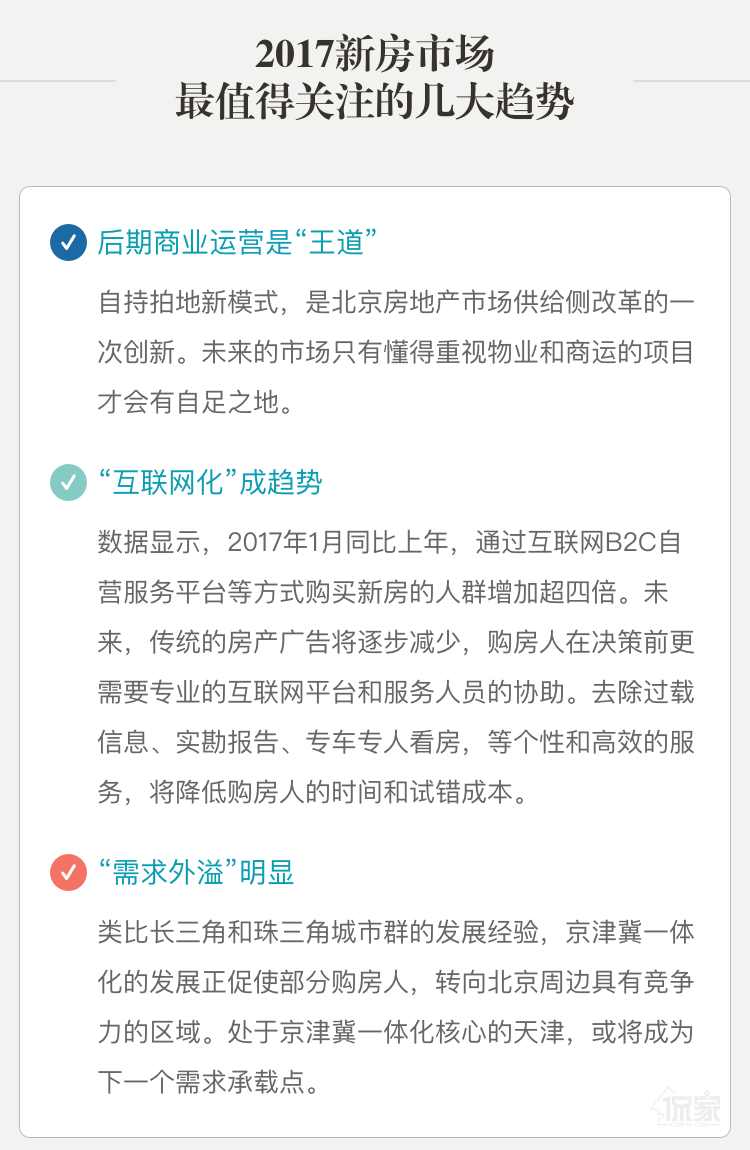 2017新房市场
最值得关注的几大趋势
后期商业运营是“王道”
自持拍地新模式，是北京房地产市场供给侧改革的一
次创新。未来的市场只有懂得重视物业和商运的项目
才会有自足之地。
“互联网化”成趋势
数据显示，2017年1月同比上年，通过互联网B2C自
营服务平台等方式购买新房的人群增加超四倍。未
来，传统的房产广告将逐步减少，购房人在决策前更
需要专业的互联网平台和服务人员的协助。去除过载
信息、实勘报告、专车专人看房，等个性和高效的服
务，将降低购房人的时间和试错成本。
“需求外溢”明显
类比长三角和珠三角城市群的发展经验，京津冀一体
化的发展正促使部分购房人，转向北京周边具有竞争
力的区域。处于京津冀一体化核心的天津，或将成为
下一个需求承载点。
侃家